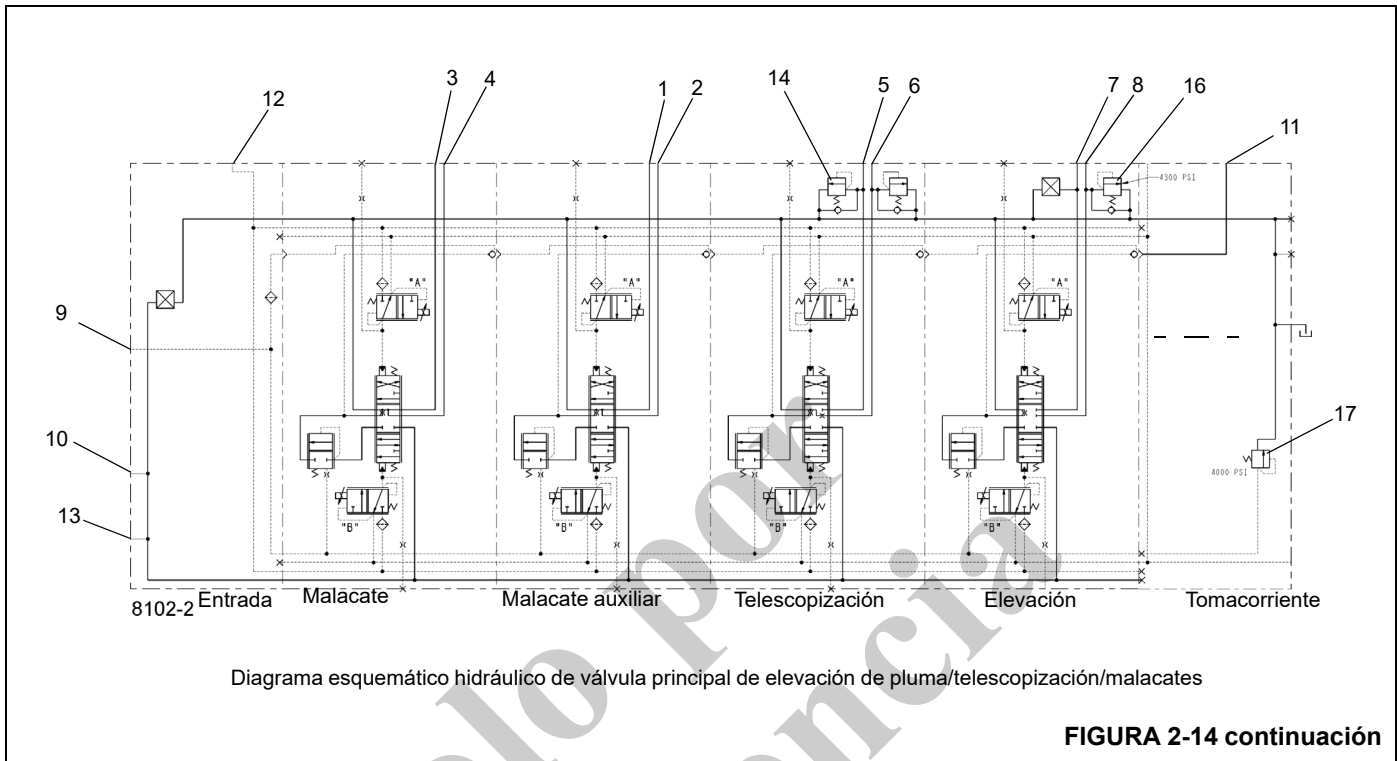 12
3
4
1
2
14
5
6
7
8
16
11
4300 PSI
"A"
"A"
"A"
"A"
9
10
17
4000 PSI
13
"B"
"B"
"B"
"B"
8102-2
Entrada
Malacate
Malacate auxiliar
Telescopización
Elevación
Tomacorriente
Diagrama esquemático hidráulico de válvula principal de elevación de pluma/telescopización/malacates
FIGURA 2-14 continuación